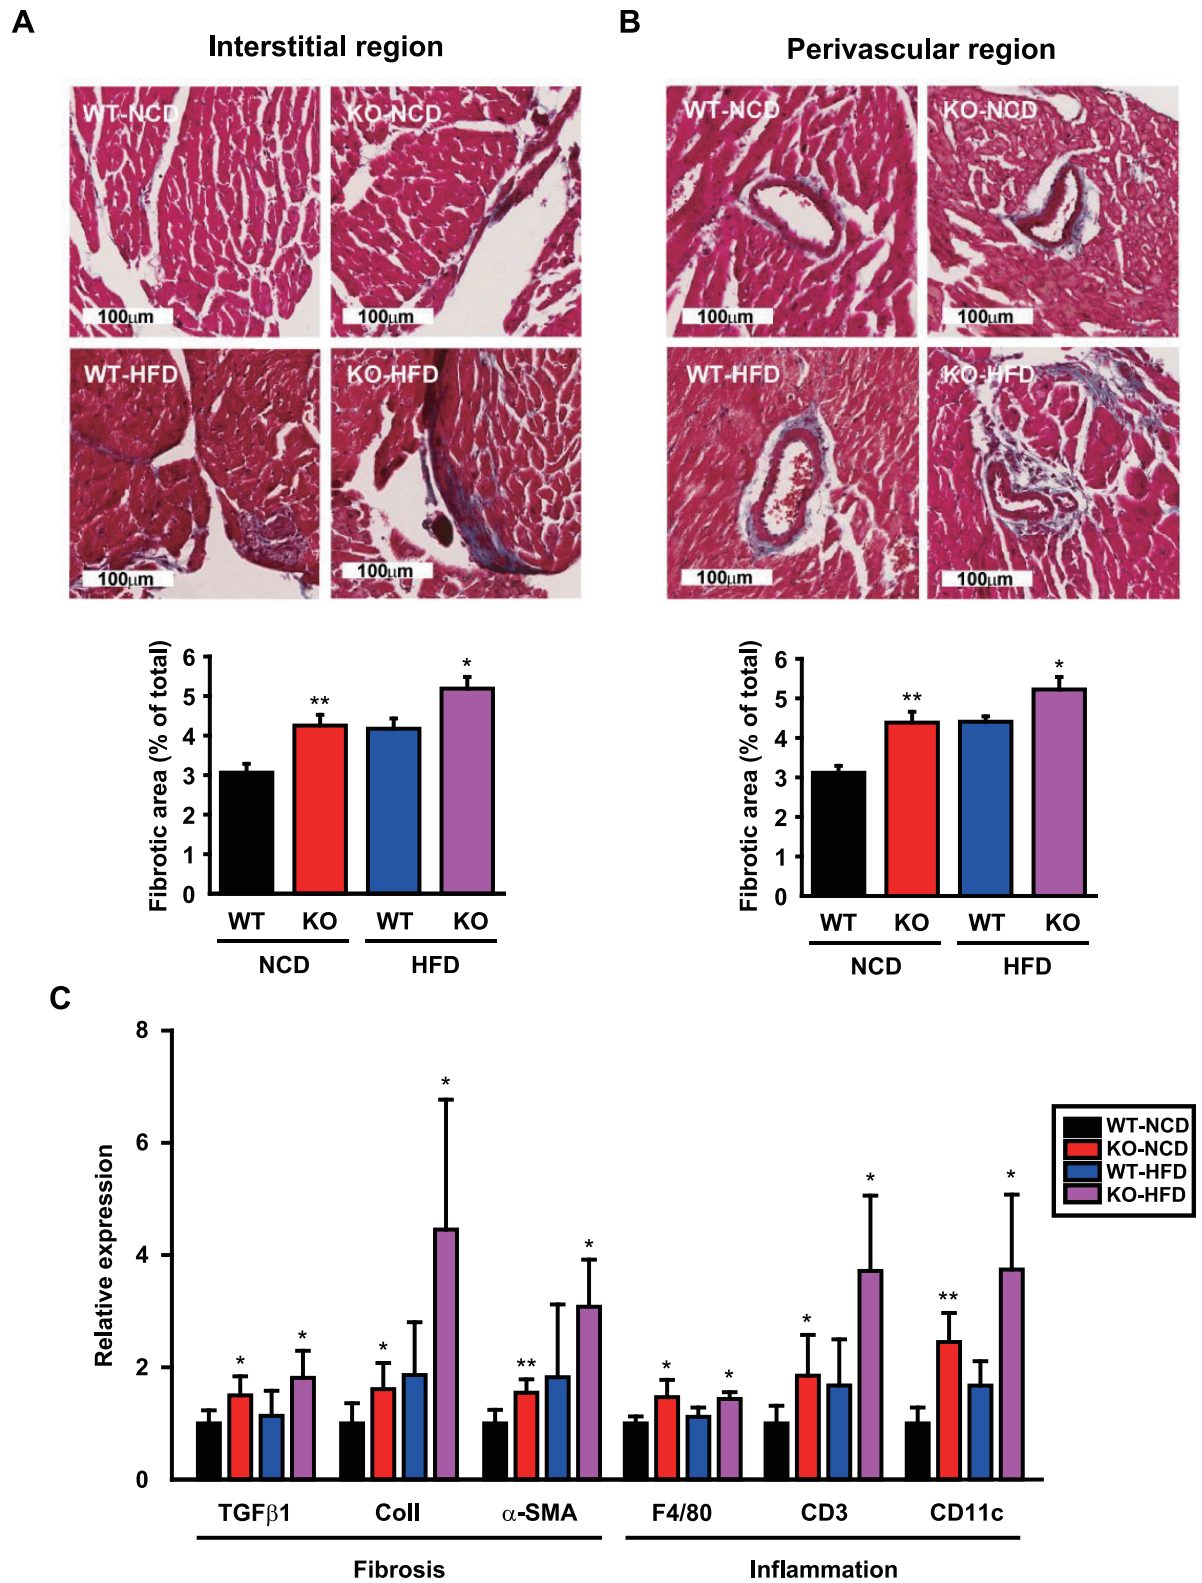 A
Interstitial region
WT-NCD
KO-NCD
100μm
100μm
WT-HFD
KO-HFD
100μm
100μm
Fibrotic area (% of total)
6
5
4
3
2
1
0
**
*
WT KO WT KO
NCD HFD
B
Perivascular region
WT-NCD
KO-NCD
100μm
100μm
WT-HFD
KO-HFD
100μm
100μm
Fibrotic area (% of total)
6
5
4
3
2
1
0
**
*
WT KO WT KO
NCD HFD
C
Relative expression
8
6
4
2
0
* * * * ** * * * * * ** *
TGFβ1 ColI α-SMA F4/80 CD3 CD11c
Fibrosis Inflammation
WT-NCD
KO-NCD
WT-HFD
KO-HFD